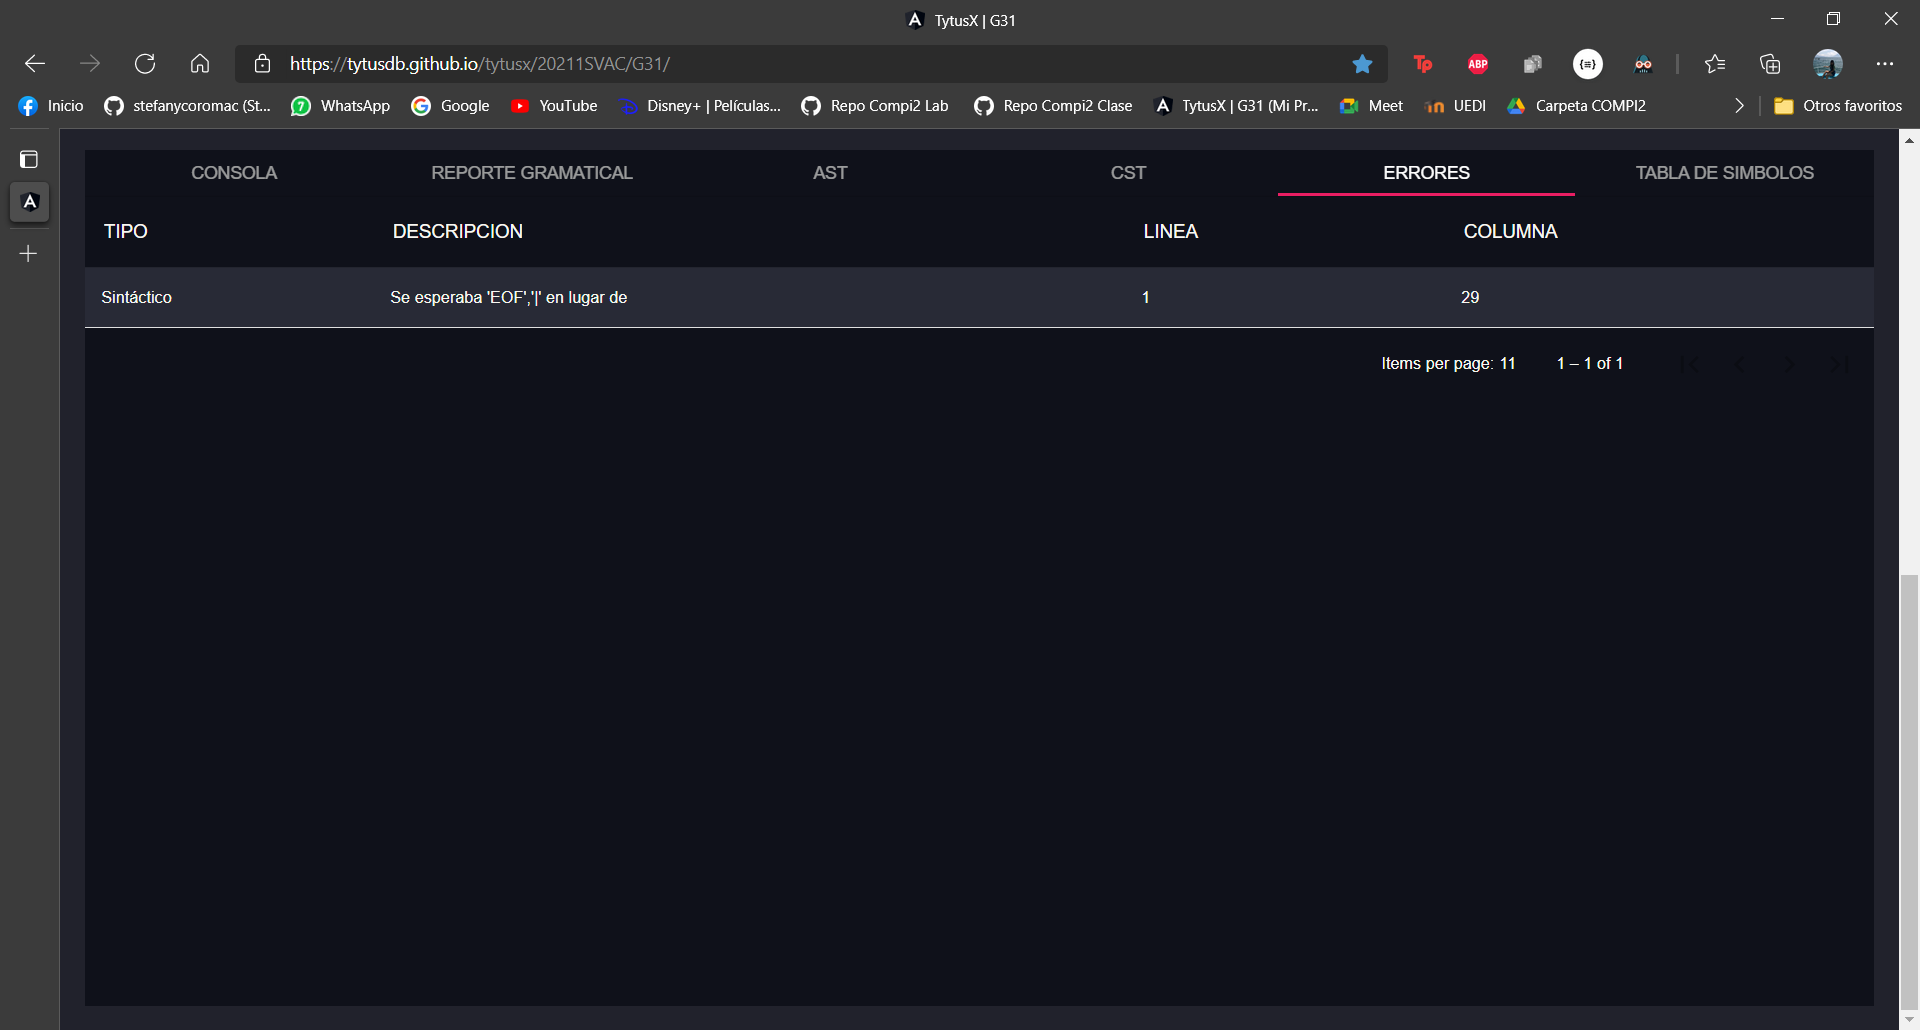 TytusX | G31
https://tytusdb.github.io/tytusx/20211SVAC/G31/
Tp ABP {=}
Inicio stefanycoromac (St... 7 WhatsApp Google YouTube Disney+ | Películas... Repo Compi2 Lab Repo Compi2 Clase TytusX | G31 (Mi Pr... Meet UEDI Carpeta COMPI2 Otros favoritos
CONSOLA REPORTE GRAMATICAL AST CST ERRORES TABLA DE SIMBOLOS
TIPO DESCRIPCION LINEA COLUMNA
Sintáctico Se esperaba 'EOF','|' en lugar de 1 29
Items per page: 11 1 – 1 of 1